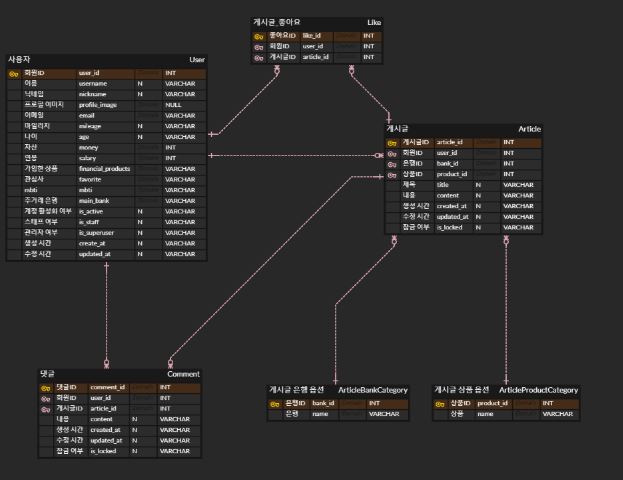 게시글_좋아요 Like
좋아요ID like_id INT
회원ID user_id INT
게시글ID article_id INT
사용자 User
회원ID user_id INT
이름 username N VARCHAR
닉네임 nickname N VARCHAR
프로필 이미지 profile_image NULL
이메일 email VARCHAR
마일리지 mileage N VARCHAR
나이 age N VARCHAR
자산 money INT
연봉 salary INT
가입한 상품 financial_products VARCHAR
관심사 favorite VARCHAR
mbti mbti VARCHAR
주거래 은행 main_bank VARCHAR
계정 활성화 여부 is_active N VARCHAR
스태프 여부 is_staff N VARCHAR
관리자 여부 is_superuser N VARCHAR
생성 시간 create_at N VARCHAR
수정 시간 updated_at N VARCHAR
게시글 Article
게시글ID article_id INT
회원ID user_id INT
은행ID bank_id INT
상품ID product_id INT
제목 title N VARCHAR
내용 content N VARCHAR
생성 시간 created_at N VARCHAR
수정 시간 updated_at N VARCHAR
잠금 여부 is_locked N VARCHAR
댓글 Comment
댓글ID comment_id INT
회원ID user_id INT
게시글ID article_id INT
내용 content N VARCHAR
생성 시간 created_at N VARCHAR
수정 시간 updated_at N VARCHAR
잠금 여부 is_locked N VARCHAR
게시글 은행 옵션 ArticleBankCategory
은행ID bank_id INT
은행 name VARCHAR
게시글 상품 옵션 ArticleProductCategory
상품ID product_id INT
상품 name VARCHAR